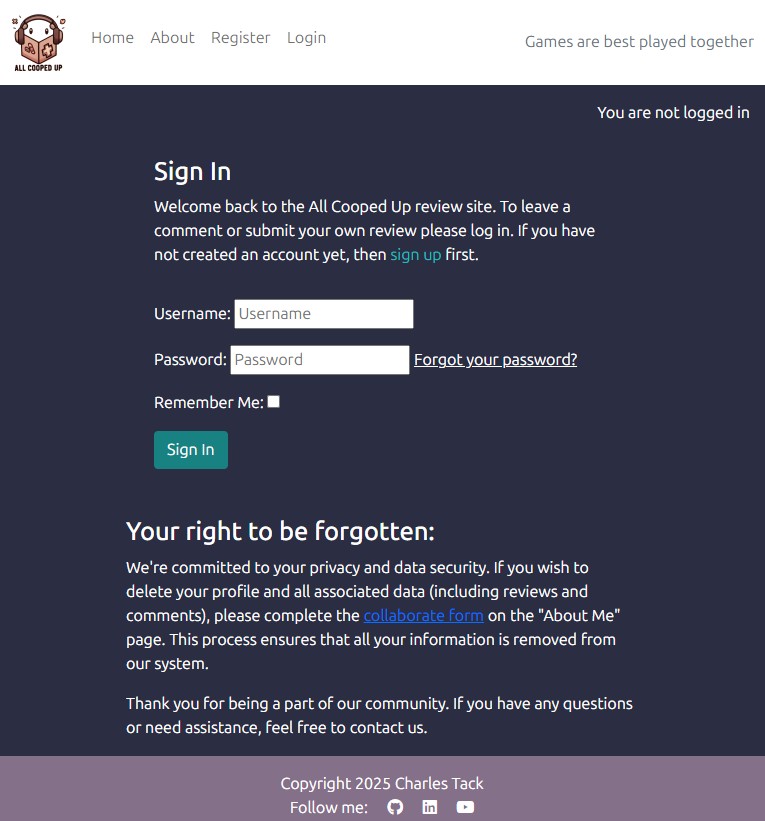 ALL COOPED UP
Home About Register Login
Games are best played together
You are not logged in
Sign In
Welcome back to the All Cooped Up review site. To leave a
comment or submit your own review please log in. If you have
not created an account yet, then sign up first.
Username: Username
Password: Password Forgot your password?
Remember Me:
Sign In
Your right to be forgotten:
We're committed to your privacy and data security. If you wish to
delete your profile and all associated data (including reviews and
comments), please complete the collaborate form on the "About Me"
page. This process ensures that all your information is removed from
our system.
Thank you for being a part of our community. If you have any questions
or need assistance, feel free to contact us.
Copyright 2025 Charles Tack
Follow me: